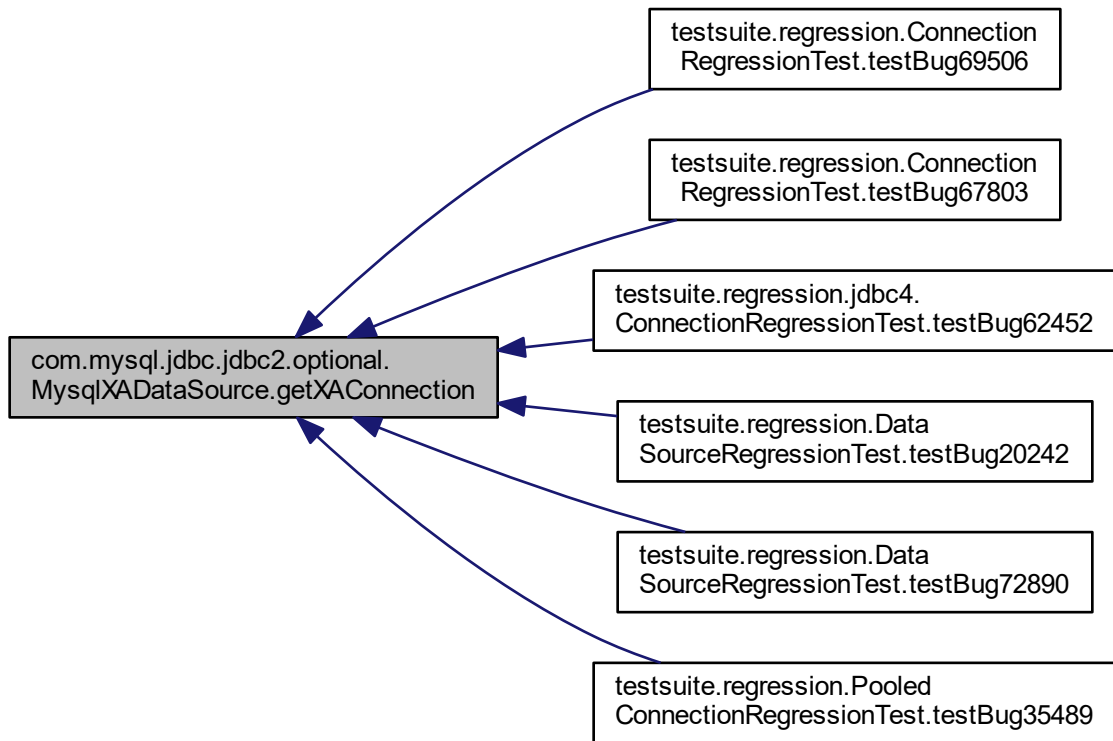 testsuite.regression.Connection
RegressionTest.testBug69506
testsuite.regression.Connection
RegressionTest.testBug67803
testsuite.regression.jdbc4.
ConnectionRegressionTest.testBug62452
com.mysql.jdbc.jdbc2.optional.
MysqlXADataSource.getXAConnection
testsuite.regression.Data
SourceRegressionTest.testBug20242
testsuite.regression.Data
SourceRegressionTest.testBug72890
testsuite.regression.Pooled
ConnectionRegressionTest.testBug35489